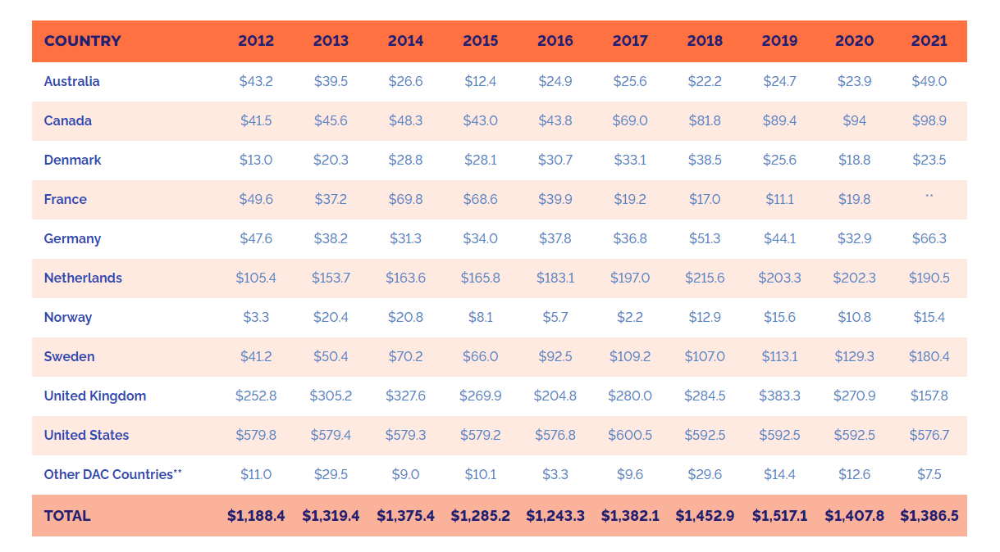 COUNTRY 2012 2013 2014 2015 2016 2017 2018 2019 2020 2021
Australia $43.2 $39.5 $26.6 $12.4 $24.9 $25.6 $22.2 $24.7 $23.9 $49.0
Canada $41.5 $45.6 $48.3 $43.0 $43.8 $69.0 $81.8 $89.4 $94 $98.9
Denmark $13.0 $20.3 $28.8 $28.1 $30.7 $33.1 $38.5 $25.6 $18.8 $23.5
France $49.6 $37.2 $69.8 $68.6 $39.9 $19.2 $17.0 $11.1 $19.8 **
Germany $47.6 $38.2 $31.3 $34.0 $37.8 $36.8 $51.3 $44.1 $32.9 $66.3
Netherlands $105.4 $153.7 $163.6 $165.8 $183.1 $197.0 $215.6 $203.3 $202.3 $190.5
Norway $3.3 $20.4 $20.8 $8.1 $5.7 $2.2 $12.9 $15.6 $10.8 $15.4
Sweden $41.2 $50.4 $70.2 $66.0 $92.5 $109.2 $107.0 $113.1 $129.3 $180.4
United Kingdom $252.8 $305.2 $327.6 $269.9 $204.8 $280.0 $284.5 $383.3 $270.9 $157.8
United States $579.8 $579.4 $579.3 $579.2 $576.8 $600.5 $592.5 $592.5 $592.5 $576.7
Other DAC Countries** $11.0 $29.5 $9.0 $10.1 $3.3 $9.6 $29.6 $14.4 $12.6 $7.5
TOTAL $1,188.4 $1,319.4 $1,375.4 $1,285.2 $1,243.3 $1,382.1 $1,452.9 $1,517.1 $1,407.8 $1,386.5